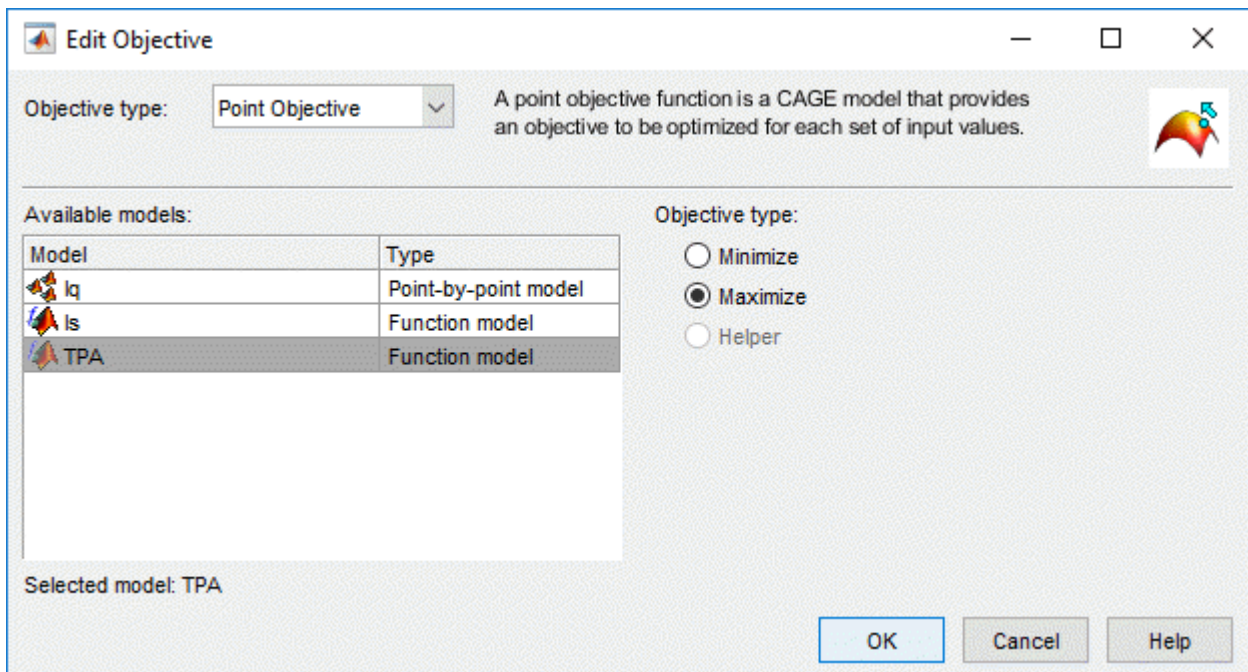 Edit Objective
Objective type: Point Objective
A point objective function is a CAGE model that provides
an objective to be optimized for each set of input values.
Available models:
Model Type
Iq Point-by-point model
Is Function model
TPA Function model
Selected model: TPA
Objective type:
Minimize
Maximize
Helper
OK Cancel Help